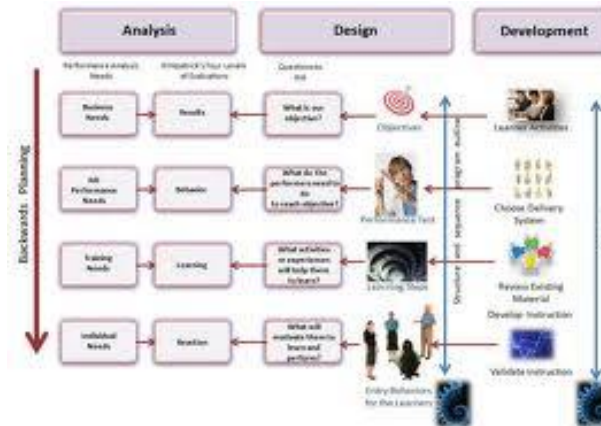 Analysis
Design
Development
Performance Analysis
Needs
Kirkpatrick's Four Levels
of Evaluation
Questions to
Ask
Backwards Planning
Business
Needs
Results
What is our
objective?
Objectives
Learner Activities
Job
Performance
Needs
Behavior
What do the
performers need to
do
to reach objective?
Performance Test
Choose Delivery
System
Training
Needs
Learning
What activities
or experiences
will help them
to learn?
Learning Steps
Review Existing
Material
Develop Instruction
Individual
Needs
Reaction
What will
motivate them to
learn and
perform?
Entry Behaviors
for the Learners
Validate Instruction
Structure and sequence program outline